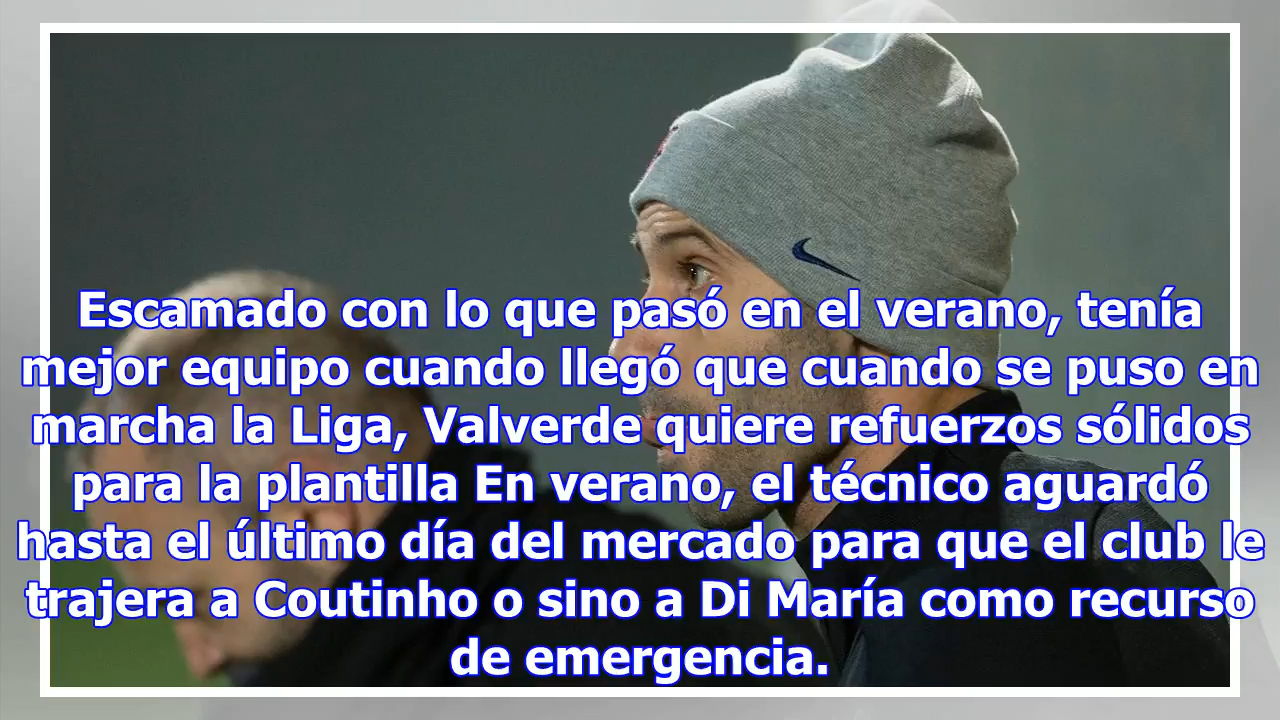 Escamado con lo que pasó en el verano, tenía
mejor equipo cuando llegó que cuando se puso en
marcha la Liga, Valverde quiere refuerzos sólidos
para la plantilla En verano, el técnico aguardó
hasta el último día del mercado para que el club le
trajera a Coutinho o sino a Di María como recurso
de emergencia.